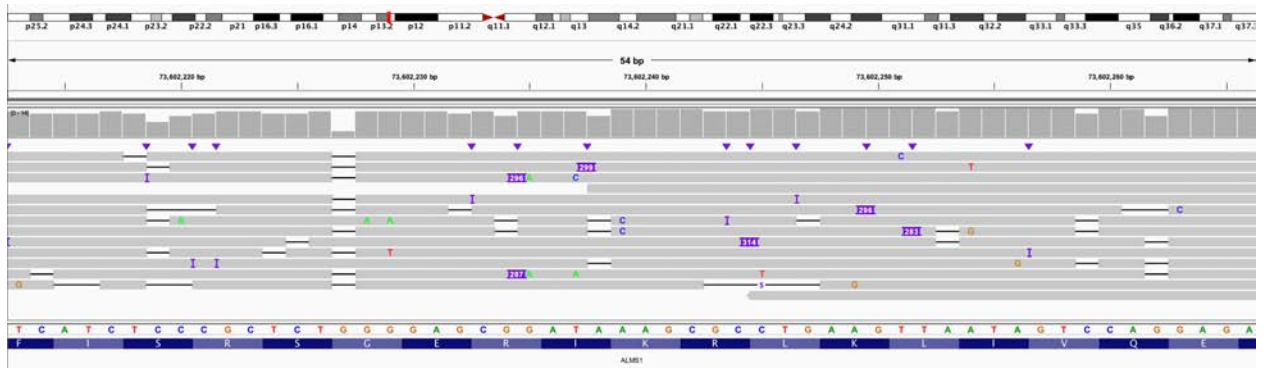 p25.2 p24.3 p24.1 p23.2 p22.2 p21 p16.3 p16.1 p14 p13.2 p12 p11.2 q11.1 q12.1 q13 q14.2 q21.1 q22.1 q22.3 q23.3 q24.2 q31.1 q31.1 q32.2 q33.1 q33.3 q35 q36.2 q37.1 q37.
54 bp
73,602,220 bp 73,602,230 bp 73,602,240 bp 73,602,250 bp 73,602,260 bp
C
299 T
I 296 A C
I I
296 C
A A A C I
C 283 G
I 314
T I
I I G
287 A A T
G s G
T C A T C T C C C G C T C T G G G G A G C G G A T A A A G C G C C T G A A G T T A A T A G T C C A G G A G A
F I S R S G E R I K R L K L I V Q E
ALMS1